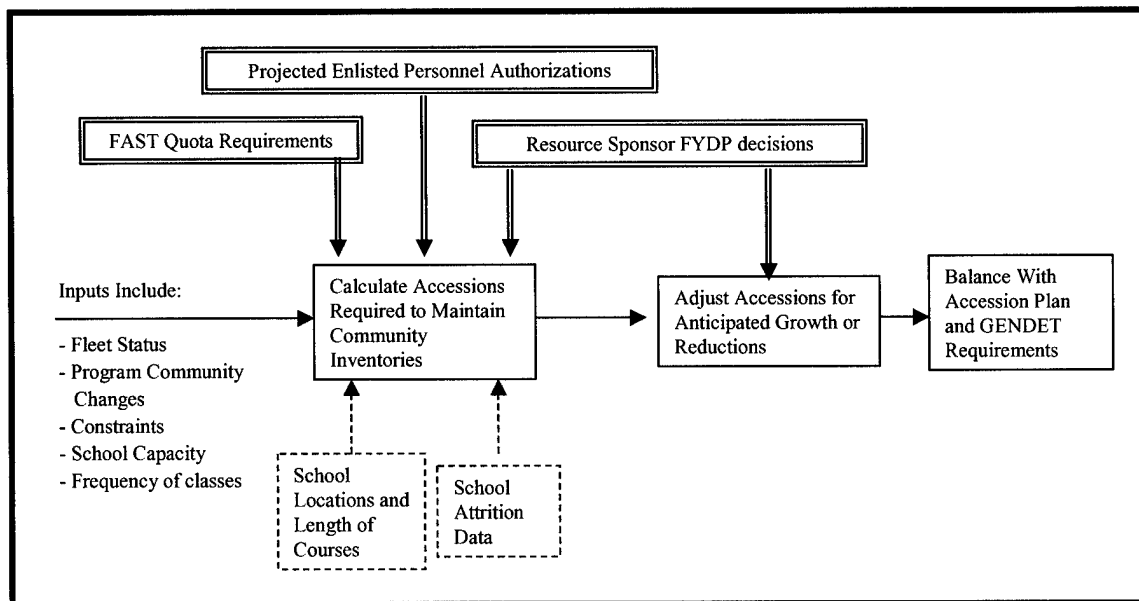 Projected Enlisted Personnel Authorizations
FAST Quota Requirements
Resource Sponsor FYDP decisions
Inputs Include:
- Fleet Status
- Program Community
Changes
- Constraints
- School Capacity
- Frequency of classes
Calculate Accessions
Required to Maintain
Community
Inventories
Adjust Accessions for
Anticipated Growth or
Reductions
Balance With
Accession Plan
and GENDET
Requirements
School
Locations and
Length of
Courses
School
Attrition
Data